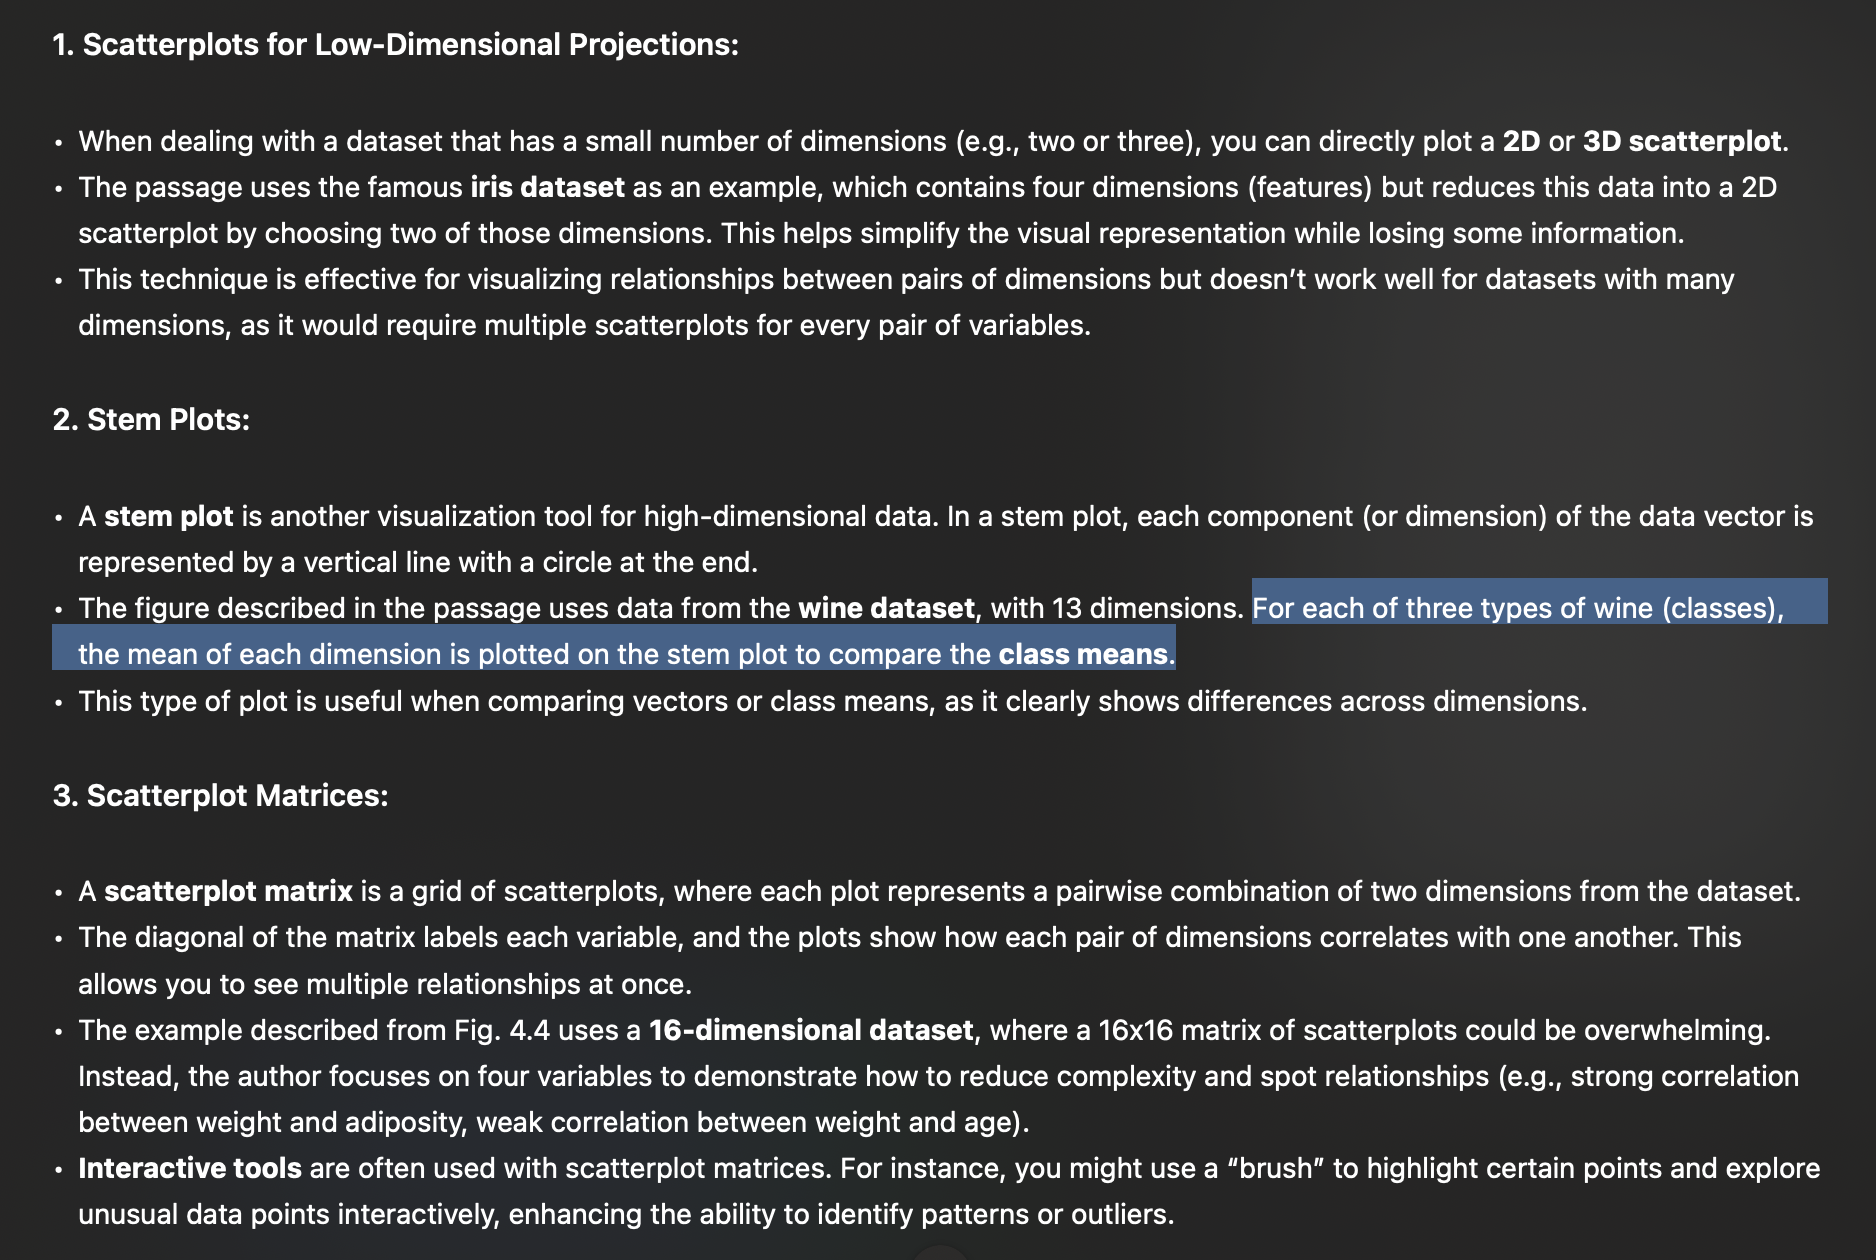 1. Scatterplots for Low-Dimensional Projections:
• When dealing with a dataset that has a small number of dimensions (e.g., two or three), you can directly plot a 2D or 3D scatterplot.
• The passage uses the famous iris dataset as an example, which contains four dimensions (features) but reduces this data into a 2D
scatterplot by choosing two of those dimensions. This helps simplify the visual representation while losing some information.
• This technique is effective for visualizing relationships between pairs of dimensions but doesn’t work well for datasets with many
dimensions, as it would require multiple scatterplots for every pair of variables.
2. Stem Plots:
• A stem plot is another visualization tool for high-dimensional data. In a stem plot, each component (or dimension) of the data vector is
represented by a vertical line with a circle at the end.
• The figure described in the passage uses data from the wine dataset, with 13 dimensions. For each of three types of wine (classes),
the mean of each dimension is plotted on the stem plot to compare the class means.
• This type of plot is useful when comparing vectors or class means, as it clearly shows differences across dimensions.
3. Scatterplot Matrices:
• A scatterplot matrix is a grid of scatterplots, where each plot represents a pairwise combination of two dimensions from the dataset.
• The diagonal of the matrix labels each variable, and the plots show how each pair of dimensions correlates with one another. This
allows you to see multiple relationships at once.
• The example described from Fig. 4.4 uses a 16-dimensional dataset, where a 16x16 matrix of scatterplots could be overwhelming.
Instead, the author focuses on four variables to demonstrate how to reduce complexity and spot relationships (e.g., strong correlation
between weight and adiposity, weak correlation between weight and age).
• Interactive tools are often used with scatterplot matrices. For instance, you might use a “brush” to highlight certain points and explore
unusual data points interactively, enhancing the ability to identify patterns or outliers.